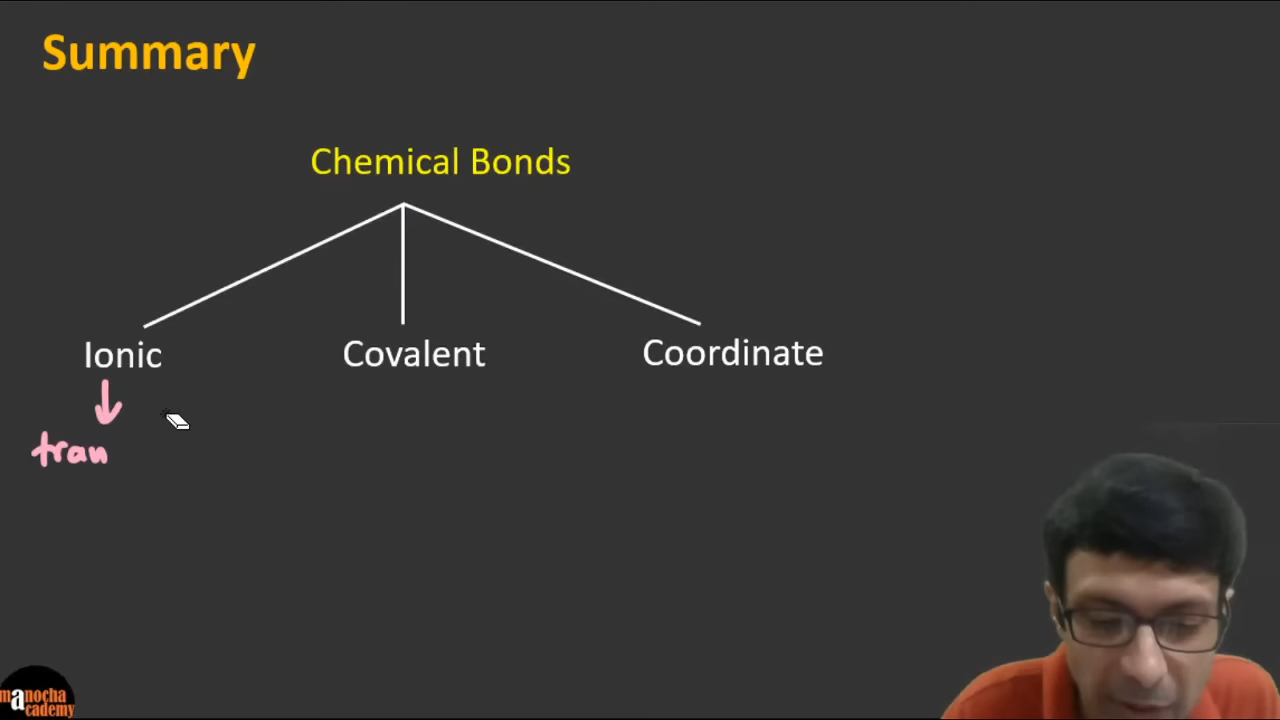 Summary
Chemical Bonds
Ionic
Covalent
Coordinate
tran
manocha
academy